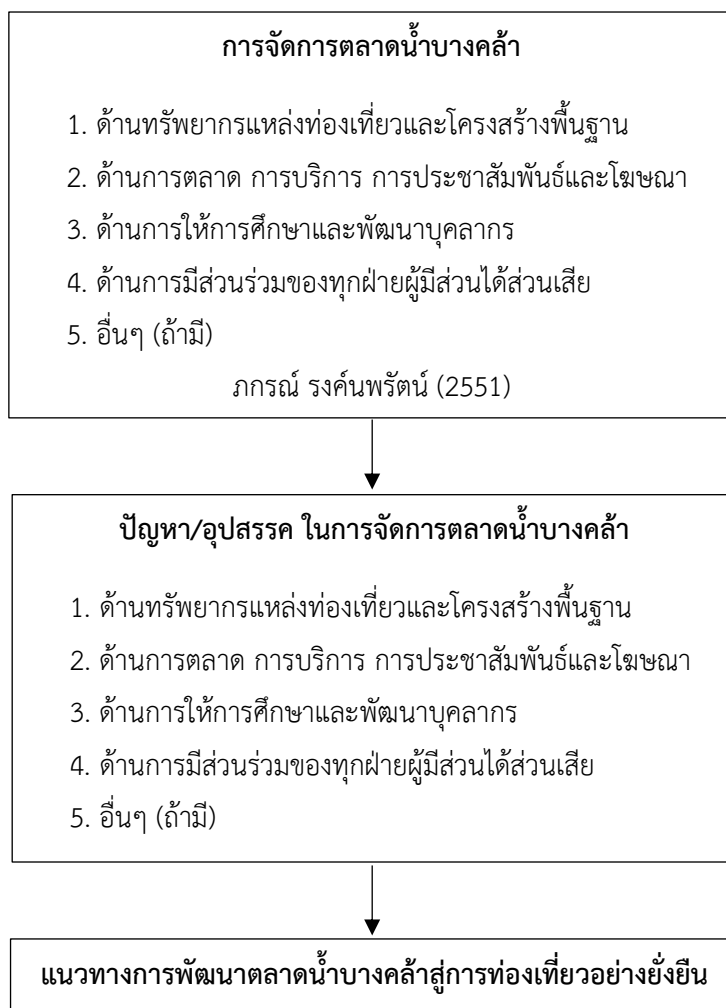 การจัดการตลาดน้ำบางคล้า
1. ด้านทรัพยากรแหล่งท่องเที่ยวและโครงสร้างพื้นฐาน
2. ด้านการตลาด การบริการ การประชาสัมพันธ์และโฆษณา
3. ด้านการให้การศึกษาและพัฒนาบุคลากร
4. ด้านการมีส่วนร่วมของทุกฝ่ายผู้มีส่วนได้ส่วนเสีย
5. อื่นๆ (ถ้ามี)
ภกรณ์ รงค์นพรัตน์ (2551)
ปัญหา/อุปสรรค ในการจัดการตลาดน้ำบางคล้า
1. ด้านทรัพยากรแหล่งท่องเที่ยวและโครงสร้างพื้นฐาน
2. ด้านการตลาด การบริการ การประชาสัมพันธ์และโฆษณา
3. ด้านการให้การศึกษาและพัฒนาบุคลากร
4. ด้านการมีส่วนร่วมของทุกฝ่ายผู้มีส่วนได้ส่วนเสีย
5. อื่นๆ (ถ้ามี)
แนวทางการพัฒนาตลาดน้ำบางคล้าสู่การท่องเที่ยวอย่างยั่งยืน